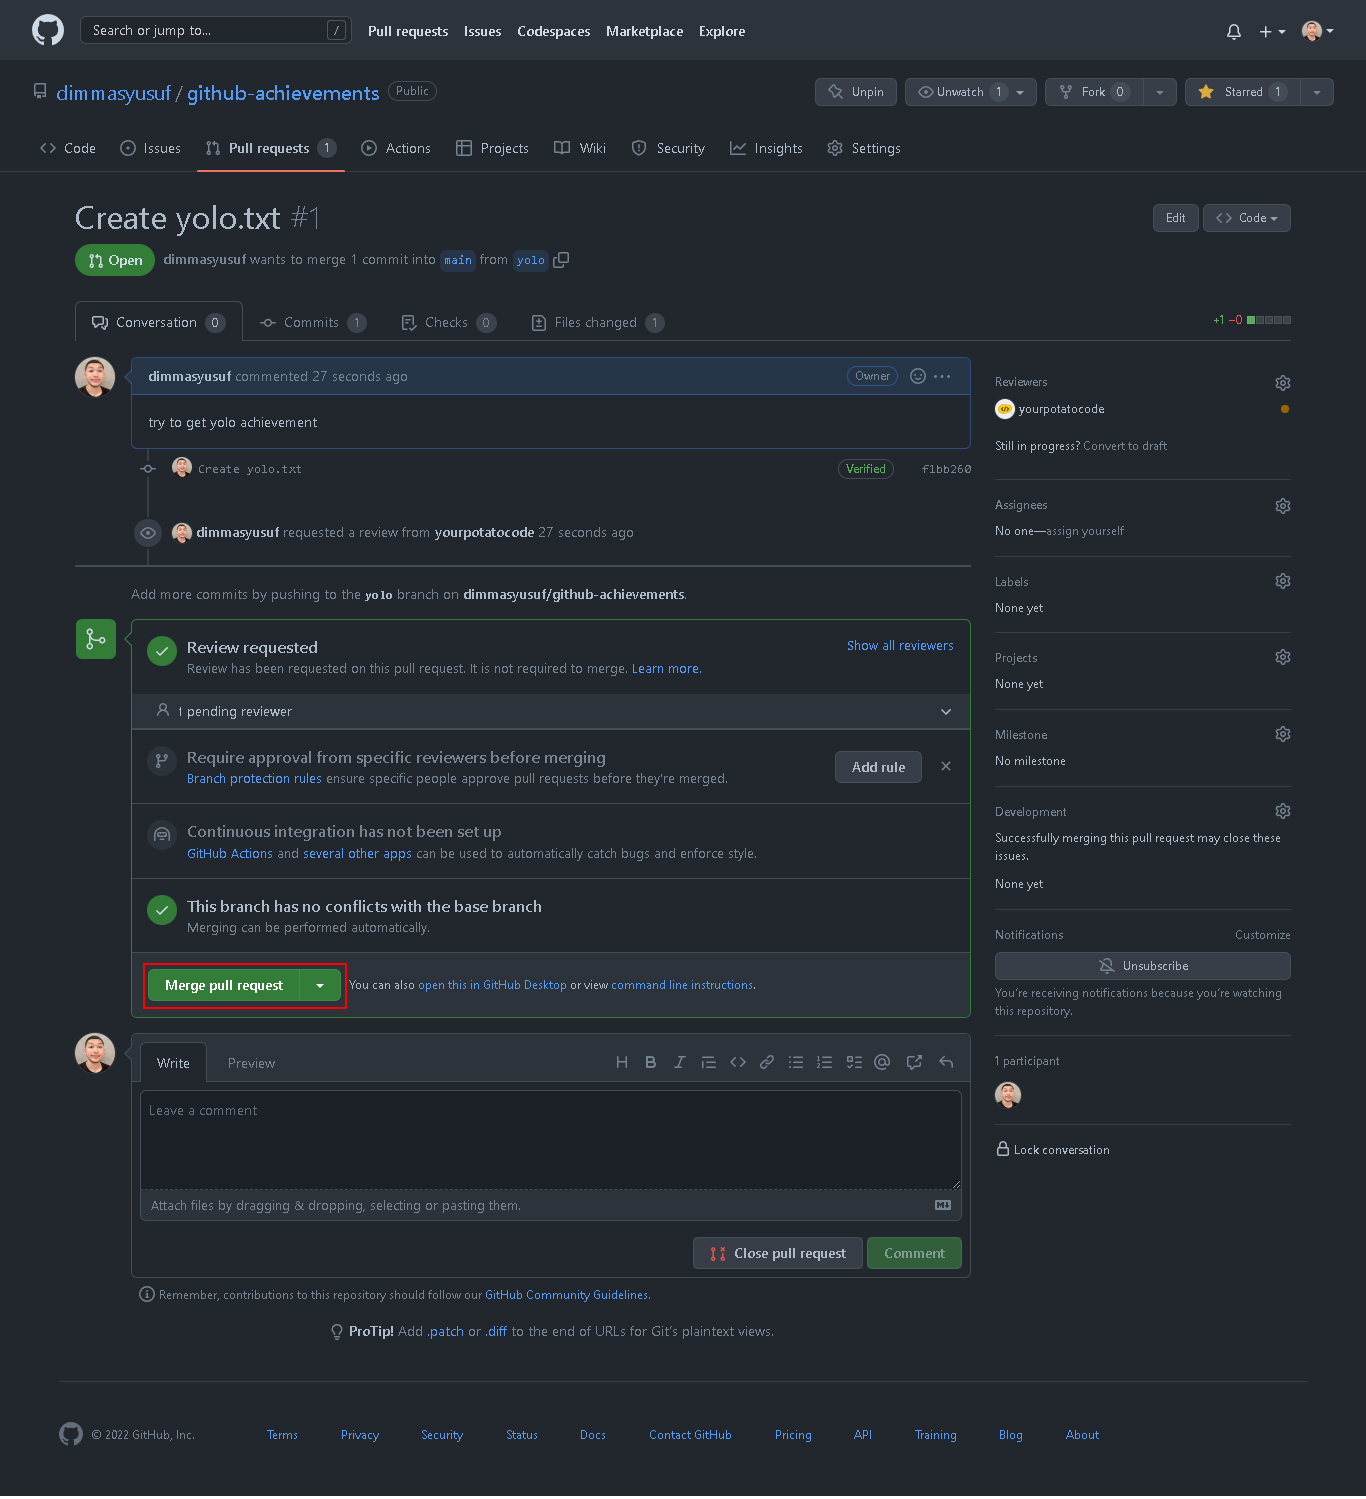 Search or jump to... /
Pull requests Issues Codespaces Marketplace Explore
dimmasyusuf / github-achievements Public
Unpin Unwatch 1 Fork 0 Starred 1
Code Issues Pull requests 1 Actions Projects Wiki Security Insights Settings
Create yolo.txt #1
Edit Code
Open dimmasyusuf wants to merge 1 commit into main from yolo
Conversation 0 Commits 1 Checks 0 Files changed 1
+1 −0
dimmasyusuf commented 27 seconds ago Owner
try to get yolo achievement
Create yolo.txt Verified f1bb260
dimmasyusuf requested a review from yourpotatocode 27 seconds ago
Add more commits by pushing to the yolo branch on dimmasyusuf/github-achievements.
Review requested
Show all reviewers
Review has been requested on this pull request. It is not required to merge. Learn more.
1 pending reviewer
Require approval from specific reviewers before merging
Branch protection rules ensure specific people approve pull requests before they're merged.
Add rule
Continuous integration has not been set up
GitHub Actions and several other apps can be used to automatically catch bugs and enforce style.
This branch has no conflicts with the base branch
Merging can be performed automatically.
Merge pull request You can also open this in GitHub Desktop or view command line instructions.
Write Preview
Leave a comment
Attach files by dragging & dropping, selecting or pasting them.
Close pull request Comment
Remember, contributions to this repository should follow our GitHub Community Guidelines.
ProTip! Add .patch or .diff to the end of URLs for Git's plaintext views.
Reviewers
yourpotatocode
Still in progress? Convert to draft
Assignees
No one—assign yourself
Labels
None yet
Projects
None yet
Milestone
No milestone
Development
Successfully merging this pull request may close these
issues.
None yet
Notifications Customize
Unsubscribe
You're receiving notifications because you're watching
this repository.
1 participant
Lock conversation
© 2022 GitHub, Inc. Terms Privacy Security Status Docs Contact GitHub Pricing API Training Blog About